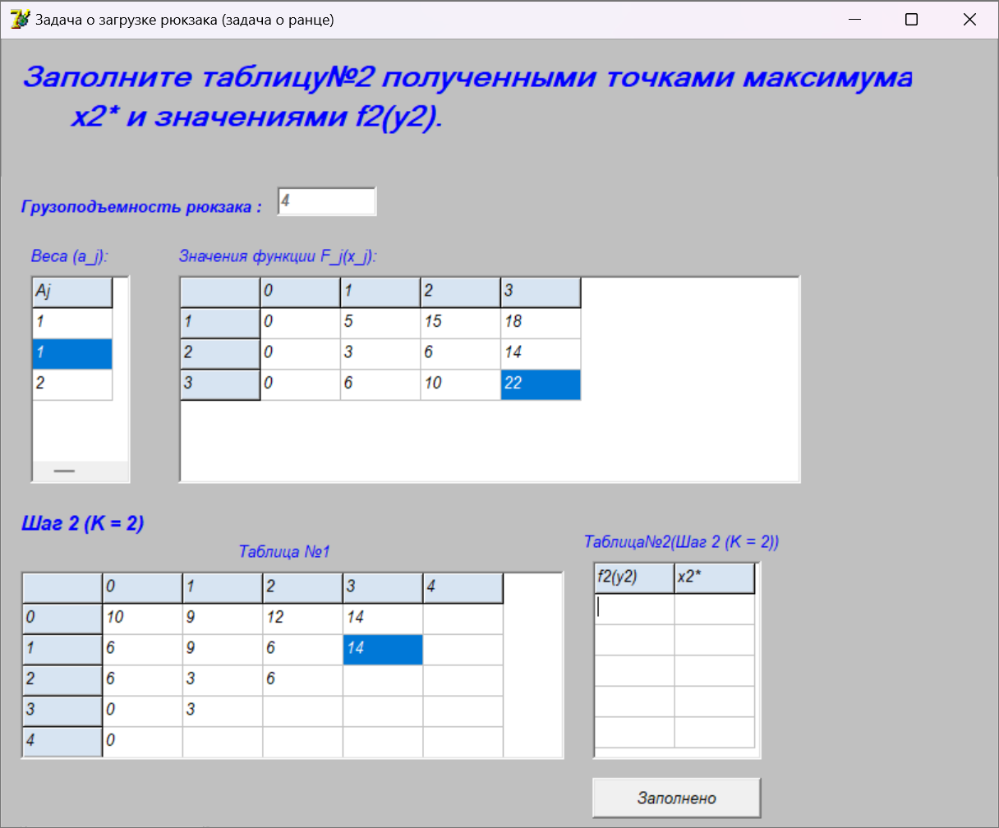 Задача о загрузке рюкзака (задача о ранце)
Заполните таблицу№2 полученными точками максимума
x2* и значениями f2(y2).
Грузоподъемность рюкзака : 4
Веса (a_j):
Aj
1
1
2
Значения функции F_j(x_j):
0 1 2 3
1 0 5 15 18
2 0 3 6 14
3 0 6 10 22
Шаг 2 (K = 2)
Таблица №1
0 1 2 3 4
0 10 9 12 14
1 6 9 6 14
2 6 3 6
3 0 3
4 0
Таблица№2(Шаг 2 (K = 2))
f2(y2) x2*
Заполнено